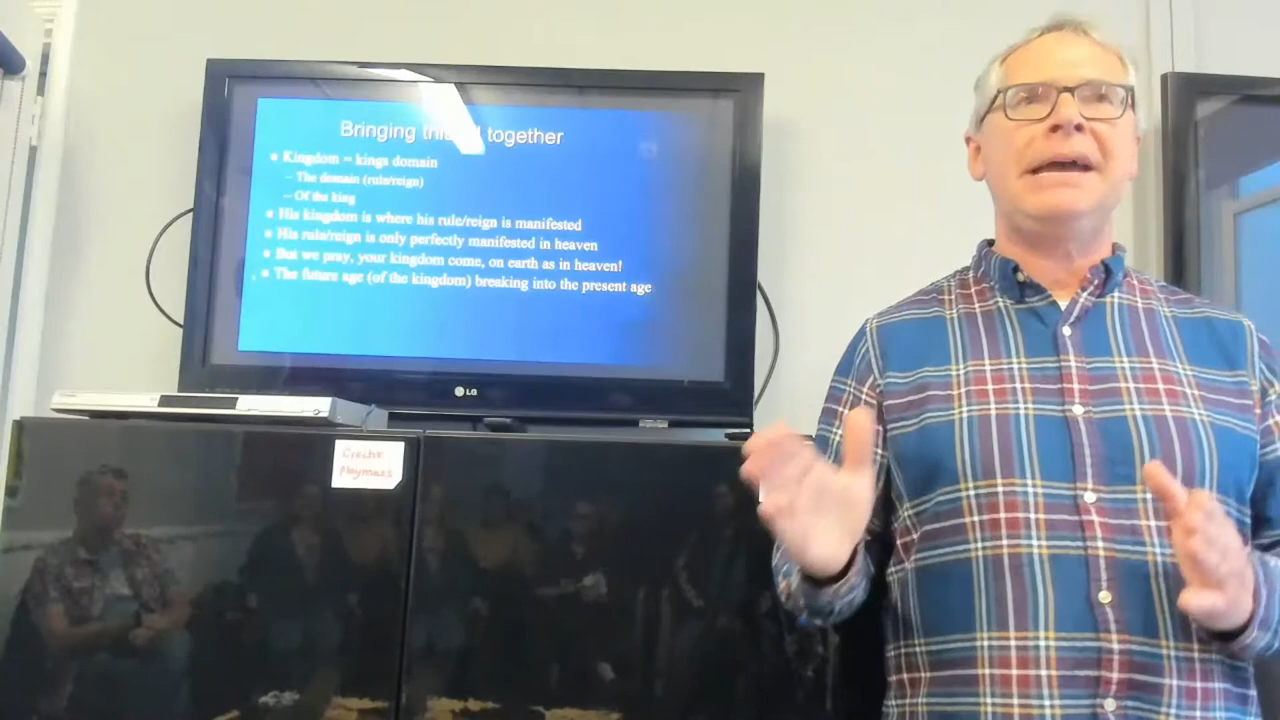 Bringing this all together
• Kingdom = kings domain
– The domain (rule/reign)
– Of the king
• His kingdom is where his rule/reign is manifested
• His rule/reign is only perfectly manifested in heaven
• But we pray, your kingdom come, on earth as in heaven!
• The future age (of the kingdom) breaking into the present age
LG
Creche
Playmats